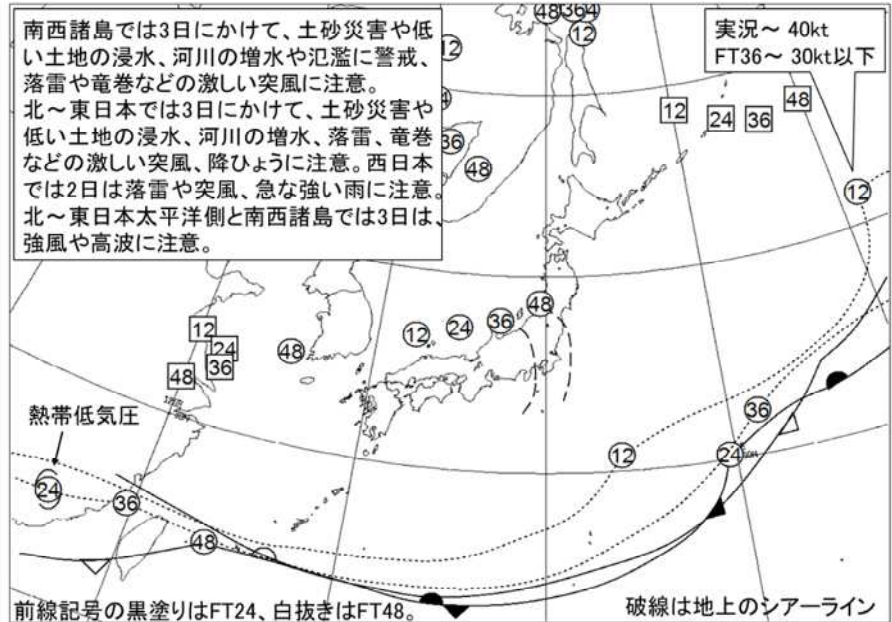 南西諸島では3日にかけて、土砂災害や低
い土地の浸水、河川の増水や氾濫に警戒、
落雷や竜巻などの激しい突風に注意。
北～東日本では3日にかけて、土砂災害や
低い土地の浸水、河川の増水、落雷、竜巻
などの激しい突風、降ひょうに注意。西日本
では2日は落雷や突風、急な強い雨に注意。
北～東日本太平洋側と南西諸島では3日は、
強風や高波に注意。
実況～ 40kt
FT36～ 30kt以下
48
36
4
12
12
4
36
48
12
24
36
48
12
48
36
24
12
48
12
24
36
48
熱帯低気圧
24
36
48
12
24
36
前線記号の黒塗りはFT24、白抜きはFT48。
破線は地上のシアーライン